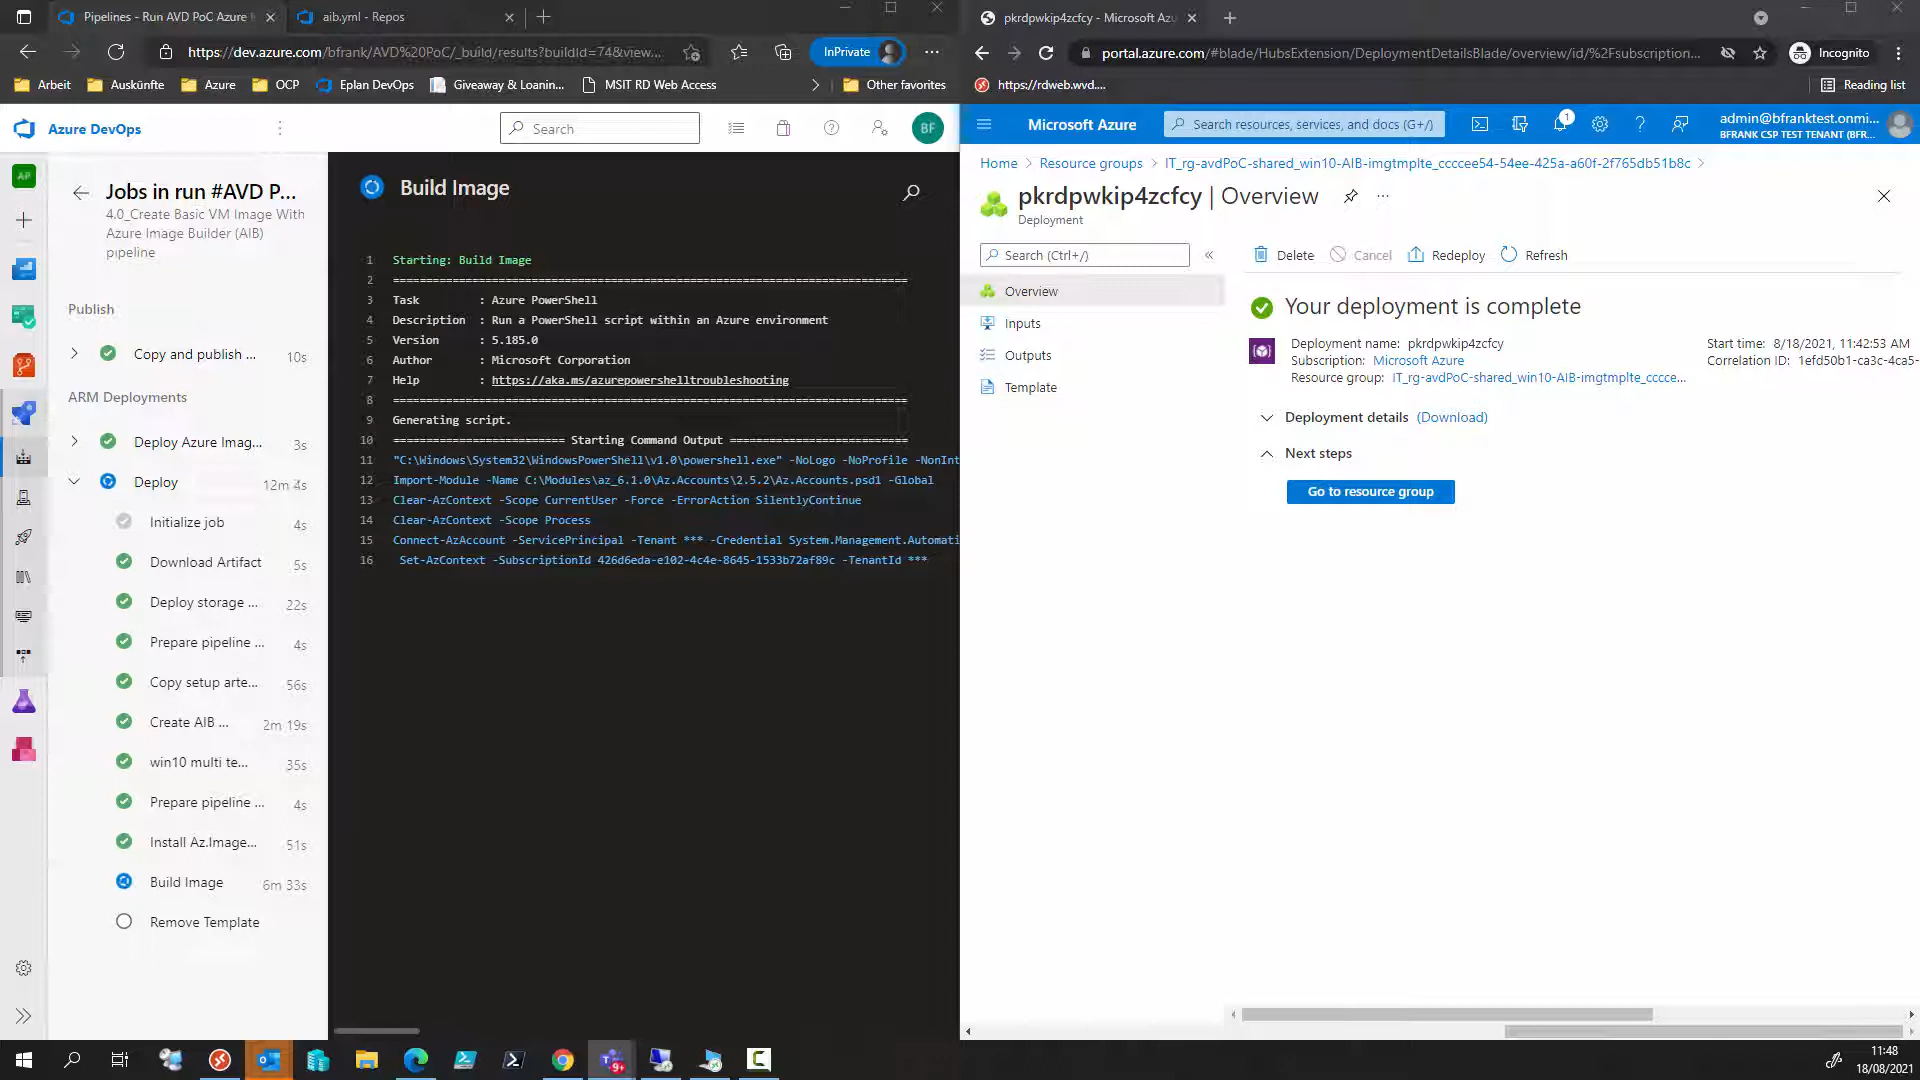 Pipelines - Run AVD PoC Azure I
aib.yml - Repos
https://dev.azure.com/bfrank/AVD%20PoC/_build/results?buildId=74&view...
InPrivate
Arbeit
Auskünfte
Azure
OCP
Eplan DevOps
Giveaway & Loanin...
MSIT RD Web Access
Other favorites
Azure DevOps
Search
BF
AP
Jobs in run #AVD P...
4.0_Create Basic VM Image With
Azure Image Builder (AIB)
pipeline
Publish
Copy and publish ... 10s
ARM Deployments
Deploy Azure Imag... 3s
Deploy 12m 4s
Initialize job 4s
Download Artifact 5s
Deploy storage ... 22s
Prepare pipeline ... 4s
Copy setup arte... 56s
Create AIB ... 2m 19s
win10 multi te... 35s
Prepare pipeline ... 4s
Install Az.Image... 51s
Build Image 6m 33s
Remove Template
Build Image
1 Starting: Build Image
2 ==============================================================================
3 Task : Azure PowerShell
4 Description : Run a PowerShell script within an Azure environment
5 Version : 5.185.0
6 Author : Microsoft Corporation
7 Help : https://aka.ms/azurepowershelltroubleshooting
8 ==============================================================================
9 Generating script.
10 ========================== Starting Command Output ===========================
11 "C:\Windows\System32\WindowsPowerShell\v1.0\powershell.exe" -NoLogo -NoProfile -NonInt
12 Import-Module -Name C:\Modules\az_6.1.0\Az.Accounts\2.5.2\Az.Accounts.psd1 -Global
13 Clear-AzContext -Scope CurrentUser -Force -ErrorAction SilentlyContinue
14 Clear-AzContext -Scope Process
15 Connect-AzAccount -ServicePrincipal -Tenant *** -Credential System.Management.Automati
16 Set-AzContext -SubscriptionId 426d6eda-e102-4c4e-8645-1533b72af89c -TenantId ***
pkrdpwkip4zcfcy - Microsoft Azu
portal.azure.com/#blade/HubsExtension/DeploymentDetailsBlade/overview/id/%2Fsubscription...
Incognito
https://rdweb.wvd....
Reading list
Microsoft Azure
Search resources, services, and docs (G+/)
1
admin@bfranktest.onmi...
BFRANK CSP TEST TENANT (BFR...
Home > Resource groups > IT_rg-avdPoC-shared_win10-AIB-imgtmplte_ccccee54-54ee-425a-a60f-2f765db51b8c >
pkrdpwkip4zcfcy | Overview
Deployment
Search (Ctrl+/)
Overview
Inputs
Outputs
Template
Delete
Cancel
Redeploy
Refresh
Your deployment is complete
Deployment name: pkrdpwkip4zcfcy
Subscription: Microsoft Azure
Resource group: IT_rg-avdPoC-shared_win10-AIB-imgtmplte_cccce...
Start time: 8/18/2021, 11:42:53 AM
Correlation ID: 1efd50b1-ca3c-4ca5-
Deployment details (Download)
Next steps
Go to resource group
9+
11:48
18/08/2021